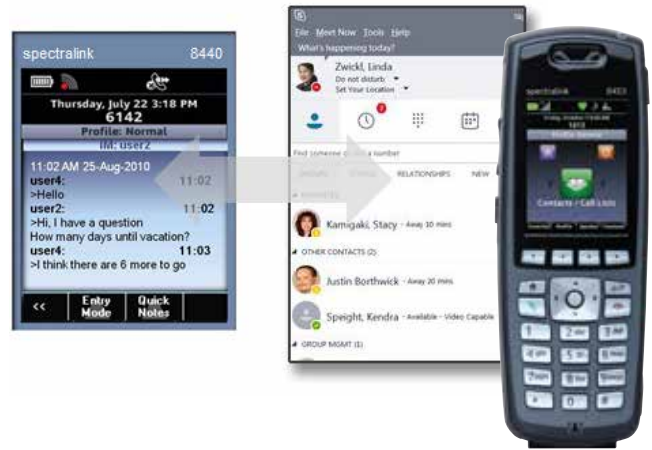 spectralink 8440
Thursday, July 22 3:18 PM
6142
Profile: Normal
IM: user2
11:02 AM 25-Aug-2010
user4: 11:02
>Hello
user2: 11:02
>Hi, I have a question
How many days until vacation?
user4: 11:03
>I think there are 6 more to go
<< Entry Mode Quick Notes
File Meet Now Tools Help
What's happening today?
Zwickl, Linda
Do not disturb
Set Your Location
Find someone or dial a number
RELATIONSHIPS NEW
Kamigaki, Stacy - Away 10 mins
OTHER CONTACTS (2)
Justin Borthwick - Away 20 mins
Speight, Kendra - Available - Video Capable
GROUP MGMT (1)
spectralink
Contacts / Call Lists
1
0
#